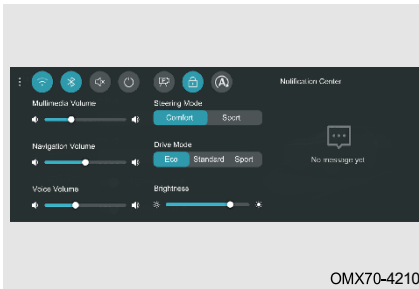 Notification Center
Multimedia Volume
Steering Mode
Comfort Sport
Navigation Volume
Drive Mode
Eco Standard Sport
No message yet
Voice Volume
Brightness
OMX70-4210